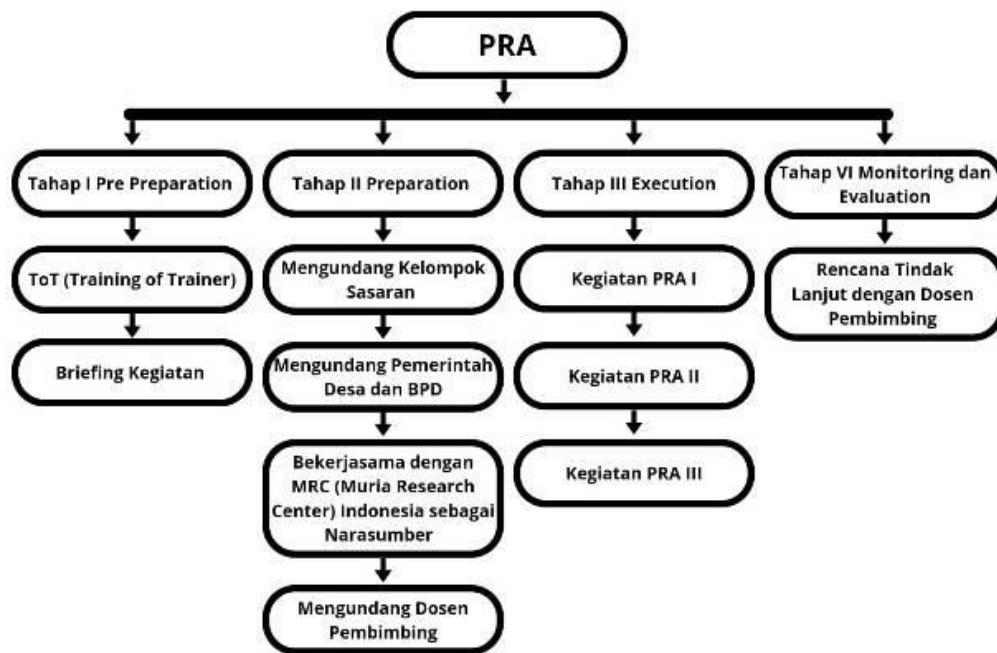 PRA
Tahap I Pre Preparation
ToT (Training of Trainer)
Briefing Kegiatan
Tahap II Preparation
Mengundang Kelompok
Sasaran
Mengundang Pemerintah
Desa dan BPD
Bekerjasama dengan
MRC (Muria Research
Center) Indonesia sebagai
Narasumber
Mengundang Dosen
Pembimbing
Tahap III Execution
Kegiatan PRA I
Kegiatan PRA II
Kegiatan PRA III
Tahap VI Monitoring dan
Evaluation
Rencana Tindak
Lanjut dengan Dosen
Pembimbing